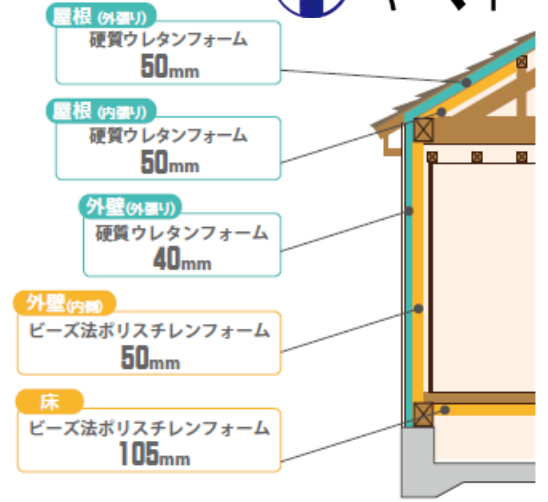 屋根(外張り)
硬質ウレタンフォーム
50mm
屋根(内張り)
硬質ウレタンフォーム
50mm
外壁(外張り)
硬質ウレタンフォーム
40mm
外壁(内側)
ビーズ法ポリスチレンフォーム
50mm
床
ビーズ法ポリスチレンフォーム
105mm